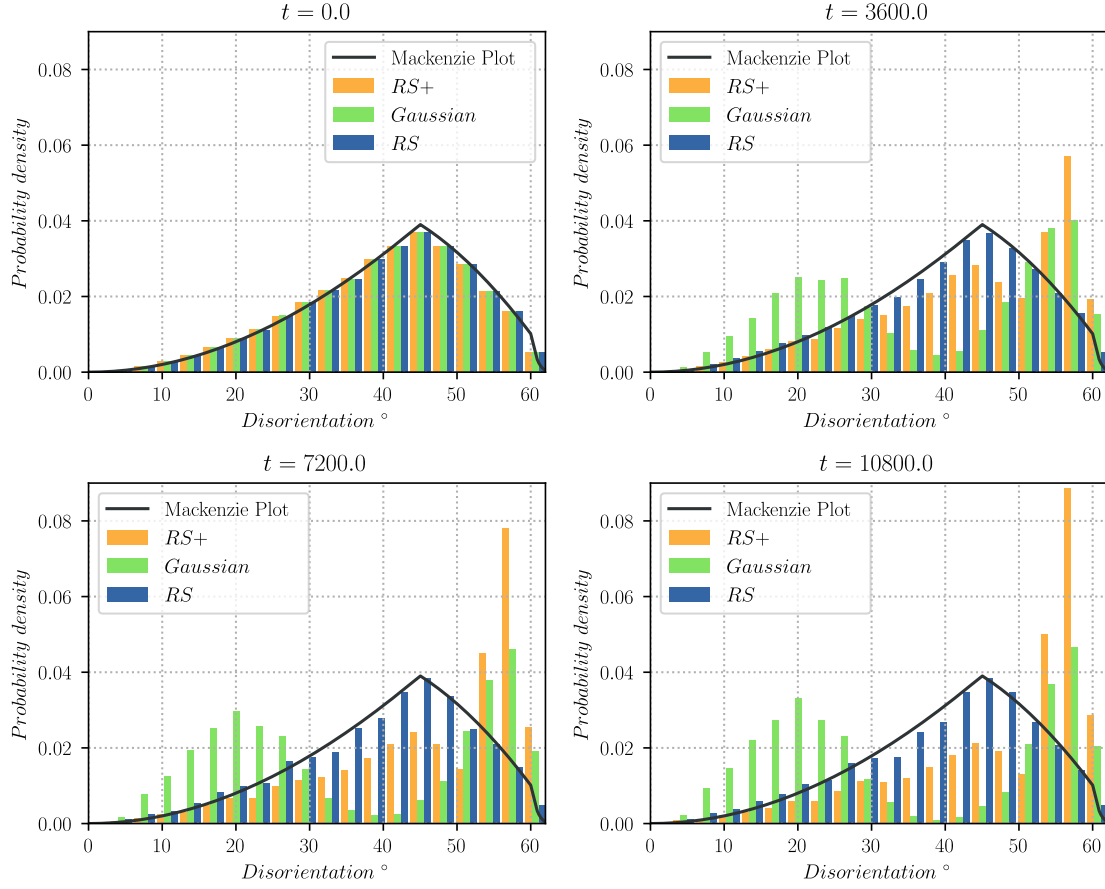 t = 0.0
Probability density
0.08
0.06
0.04
0.02
0.00
Mackenzie Plot
RS+
Gaussian
RS
0 10 20 30 40 50 60
Disorientation °
t = 3600.0
Probability density
0.08
0.06
0.04
0.02
0.00
Mackenzie Plot
RS+
Gaussian
RS
0 10 20 30 40 50 60
Disorientation °
t = 7200.0
Probability density
0.08
0.06
0.04
0.02
0.00
Mackenzie Plot
RS+
Gaussian
RS
0 10 20 30 40 50 60
Disorientation °
t = 10800.0
Probability density
0.08
0.06
0.04
0.02
0.00
Mackenzie Plot
RS+
Gaussian
RS
0 10 20 30 40 50 60
Disorientation °